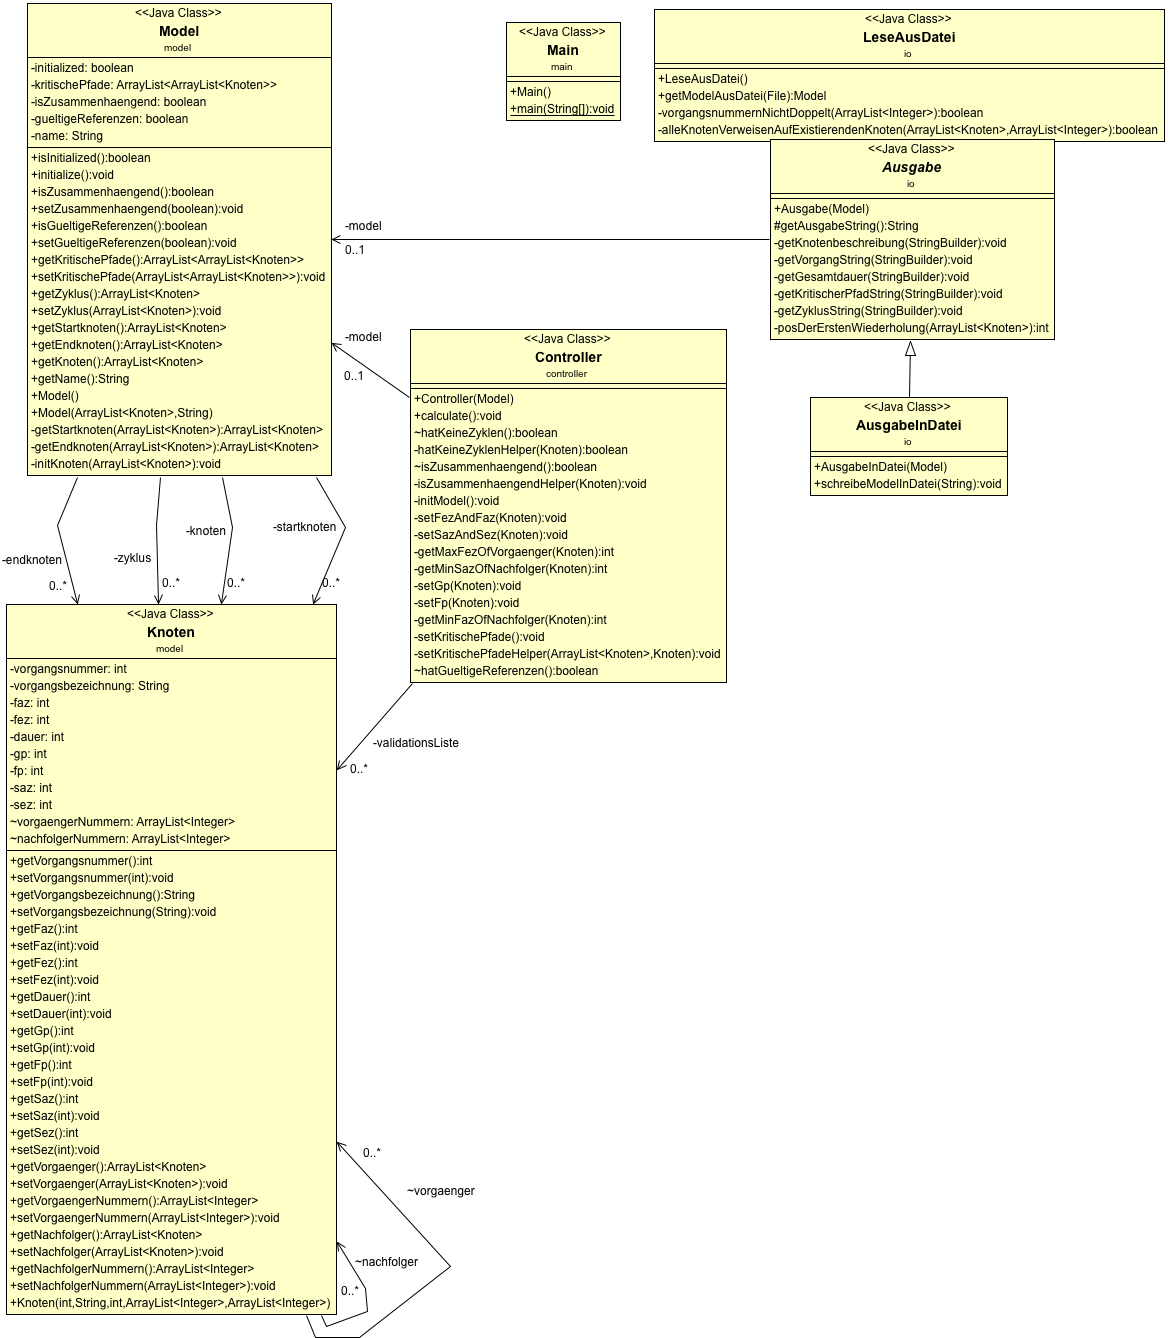 <<Java Class>>
Model
model
-initialized: boolean
-kritischePfade: ArrayList<ArrayList<Knoten>>
-isZusammenhaengend: boolean
-gueltigeReferenzen: boolean
-name: String
+isInitialized():boolean
+initialize():void
+isZusammenhaengend():boolean
+setZusammenhaengend(boolean):void
+isGueltigeReferenzen():boolean
+setGueltigeReferenzen(boolean):void
+getKritischePfade():ArrayList<ArrayList<Knoten>>
+setKritischePfade(ArrayList<ArrayList<Knoten>>):void
+getZyklus():ArrayList<Knoten>
+setZyklus(ArrayList<Knoten>):void
+getStartknoten():ArrayList<Knoten>
+getEndknoten():ArrayList<Knoten>
+getKnoten():ArrayList<Knoten>
+getName():String
+Model()
+Model(ArrayList<Knoten>,String)
-getStartknoten(ArrayList<Knoten>):ArrayList<Knoten>
-getEndknoten(ArrayList<Knoten>):ArrayList<Knoten>
-initKnoten(ArrayList<Knoten>):void
<<Java Class>>
Main
main
+Main()
+main(String[]):void
<<Java Class>>
LeseAusDatei
io
+LeseAusDatei()
+getModelAusDatei(File):Model
-vorgangsnummernNichtDoppelt(ArrayList<Integer>):boolean
-alleKnotenVerweisenAufExistierendenKnoten(ArrayList<Knoten>,ArrayList<Integer>):boolean
<<Java Class>>
Ausgabe
io
+Ausgabe(Model)
#getAusgabeString():String
-getKnotenbeschreibung(StringBuilder):void
-getVorgangString(StringBuilder):void
-getGesamtdauer(StringBuilder):void
-getKritischerPfadString(StringBuilder):void
-getZyklusString(StringBuilder):void
-posDerErstenWiederholung(ArrayList<Knoten>):int
-model
0..1
-model
0..1
<<Java Class>>
Controller
controller
+Controller(Model)
+calculate():void
~hatKeineZyklen():boolean
-hatKeineZyklenHelper(Knoten):boolean
~isZusammenhaengend():boolean
-isZusammenhaengendHelper(Knoten):void
-initModel():void
-setFezAndFaz(Knoten):void
-setSazAndSez(Knoten):void
-getMaxFezOfVorgaenger(Knoten):int
-getMinSazOfNachfolger(Knoten):int
-setGp(Knoten):void
-setFp(Knoten):void
-getMinFazOfNachfolger(Knoten):int
-setKritischePfade():void
-setKritischePfadeHelper(ArrayList<Knoten>,Knoten):void
~hatGueltigeReferenzen():boolean
<<Java Class>>
AusgabeInDatei
io
+AusgabeInDatei(Model)
+schreibeModelInDatei(String):void
-endknoten
0..*
-zyklus
0..*
-knoten
0..*
-startknoten
0..*
-validationsListe
0..*
<<Java Class>>
Knoten
model
-vorgangsnummer: int
-vorgangsbezeichnung: String
-faz: int
-fez: int
-dauer: int
-gp: int
-fp: int
-saz: int
-sez: int
~vorgaengerNummern: ArrayList<Integer>
~nachfolgerNummern: ArrayList<Integer>
+getVorgangsnummer():int
+setVorgangsnummer(int):void
+getVorgangsbezeichnung():String
+setVorgangsbezeichnung(String):void
+getFaz():int
+setFaz(int):void
+getFez():int
+setFez(int):void
+getDauer():int
+setDauer(int):void
+getGp():int
+setGp(int):void
+getFp():int
+setFp(int):void
+getSaz():int
+setSaz(int):void
+getSez():int
+setSez(int):void
+getVorgaenger():ArrayList<Knoten>
+setVorgaenger(ArrayList<Knoten>):void
+getVorgaengerNummern():ArrayList<Integer>
+setVorgaengerNummern(ArrayList<Integer>):void
+getNachfolger():ArrayList<Knoten>
+setNachfolger(ArrayList<Knoten>):void
+getNachfolgerNummern():ArrayList<Integer>
+setNachfolgerNummern(ArrayList<Integer>):void
+Knoten(int,String,int,ArrayList<Integer>,ArrayList<Integer>)
0..*
~vorgaenger
~nachfolger
0..*